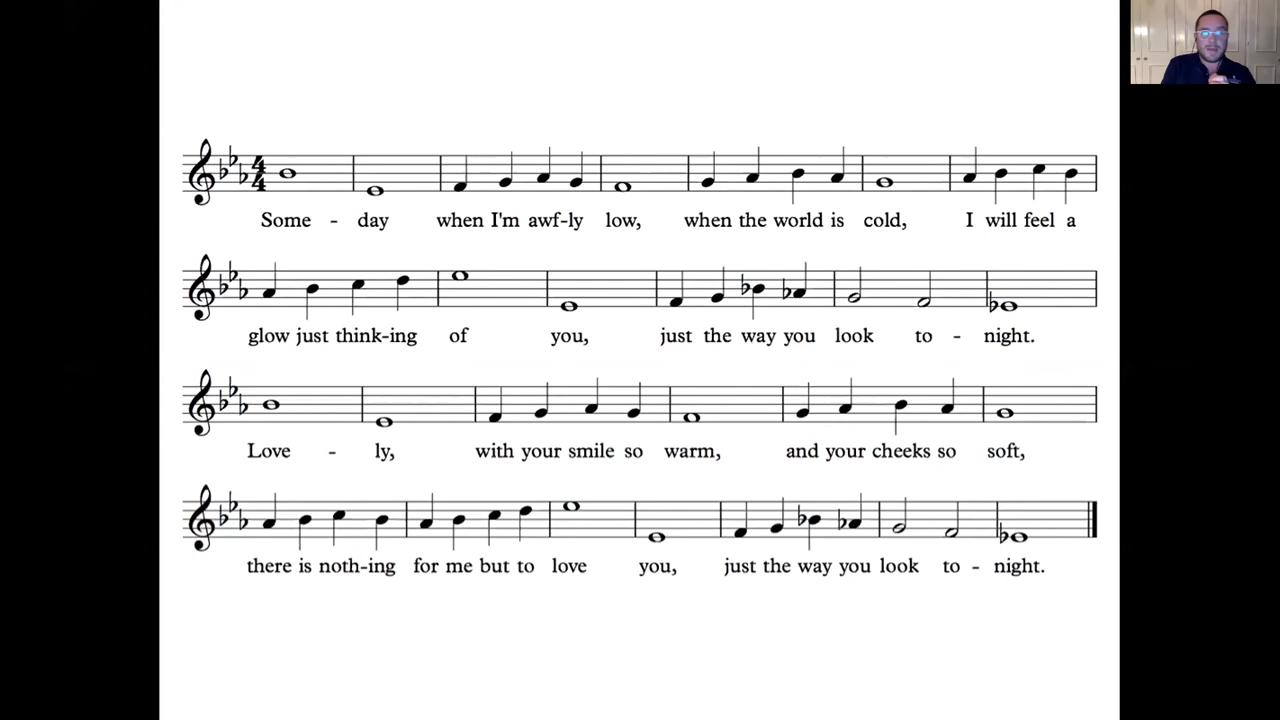 Some - day when I'm awf-ly low, when the world is cold, I will feel a
glow just think-ing of you, just the way you look to - night.
Love - ly, with your smile so warm, and your cheeks so soft,
there is noth-ing for me but to love you, just the way you look to - night.